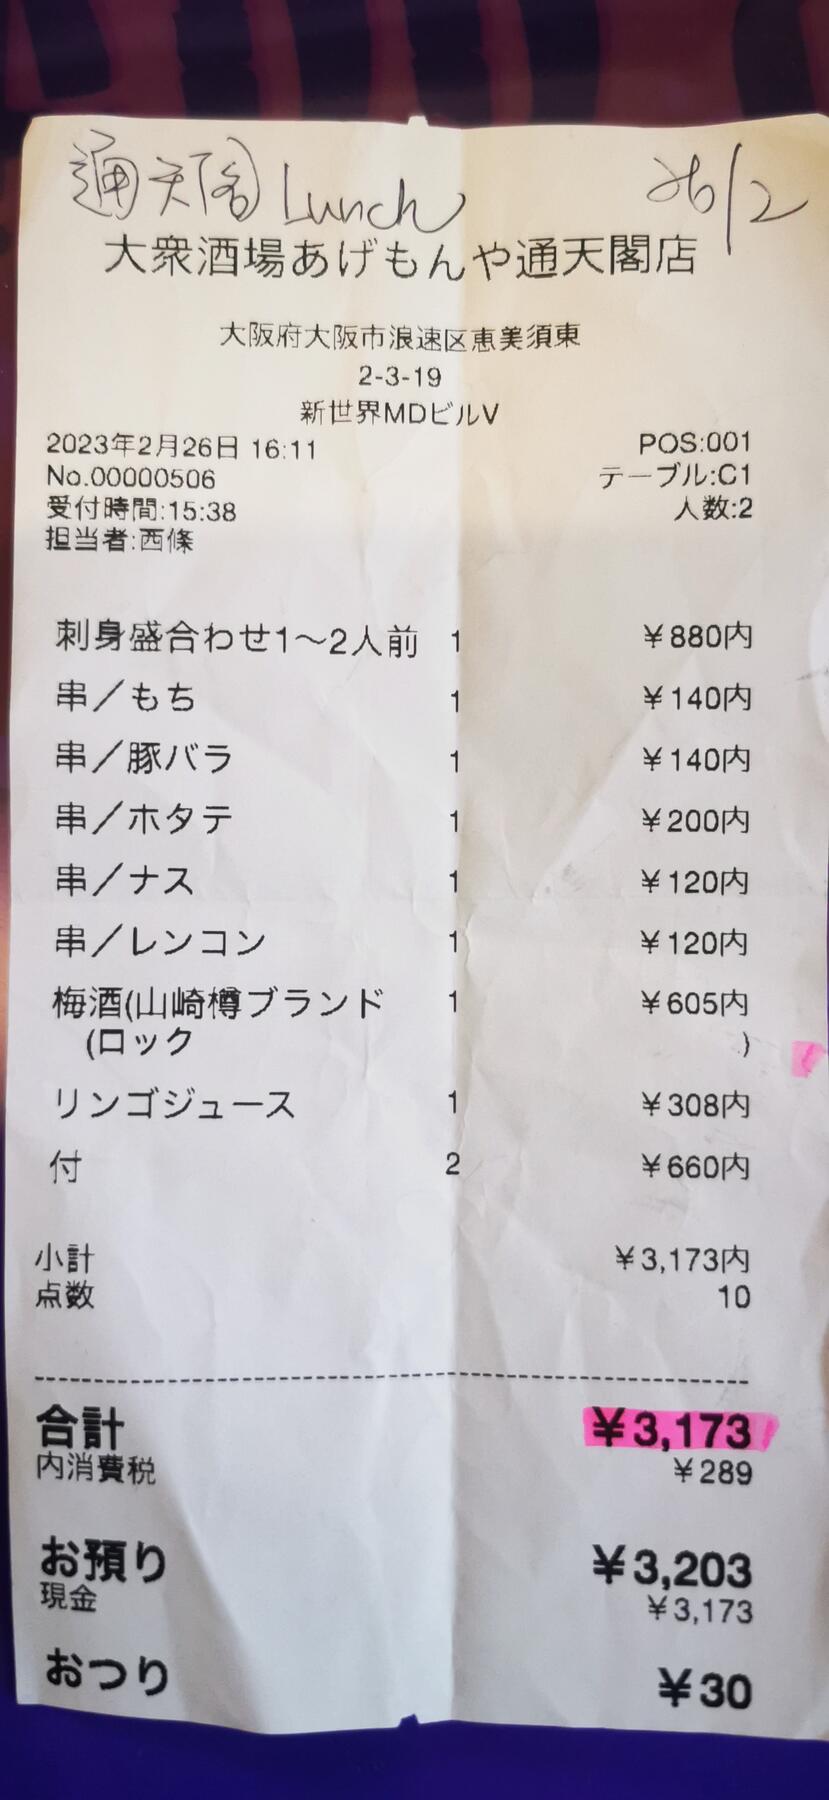 通天阁 Lunch 26/2
大衆酒場あげもんや通天閣店
大阪府大阪市浪速区恵美須東
2-3-19
新世界MDビルV
2023年2月26日 16:11 POS:001
No.00000506 テーブル:C1
受付時間:15:38 人数:2
担当者:西條
刺身盛合わせ1～2人前 1 ￥880内
串／もち 1 ￥140内
串／豚バラ 1 ￥140内
串／ホタテ 1 ￥200内
串／ナス 1 ￥120内
串／レンコン 1 ￥120内
梅酒(山崎樽ブランド 1 ￥605内
(ロック )
リンゴジュース 1 ￥308内
付 2 ￥660内
小計 ￥3,173内
点数 10
合計 ￥3,173
内消費税 ￥289
お預り ￥3,203
現金 ￥3,173
おつり ￥30